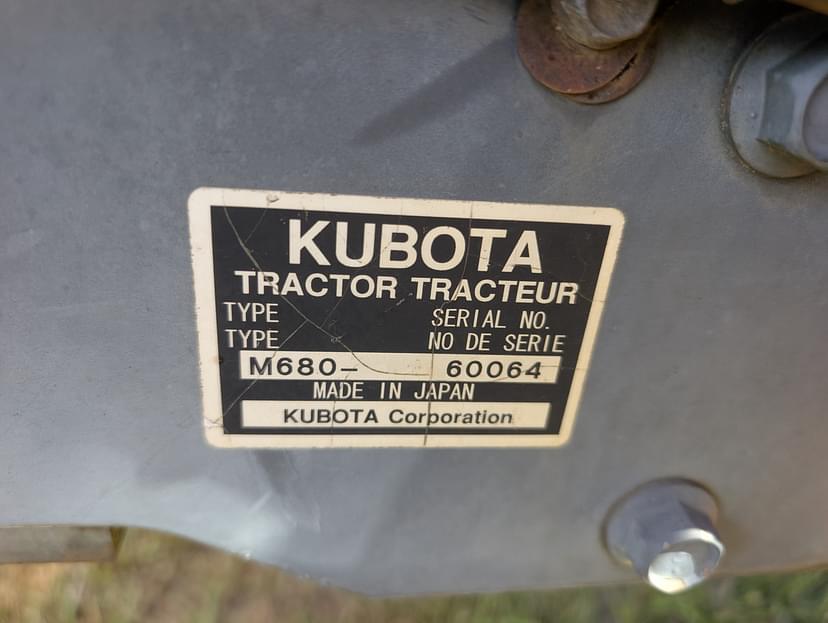 KUBOTA
TRACTOR TRACTEUR
TYPE SERIAL NO.
TYPE NO DE SERIE
M680- 60064
MADE IN JAPAN
KUBOTA Corporation